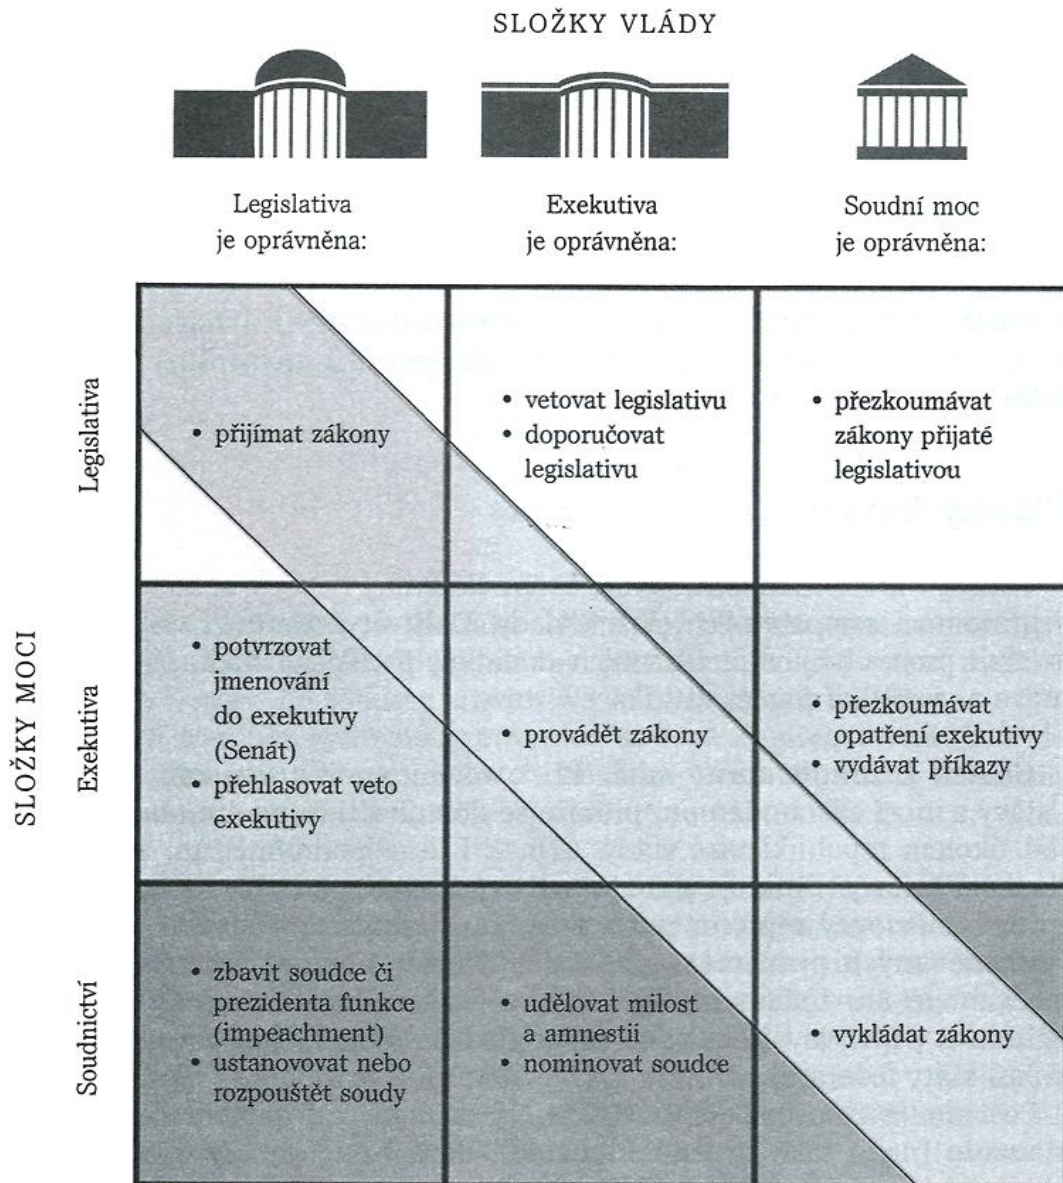 SLOŽKY VLÁDY
Legislativa
je oprávněna:
Exekutiva
je oprávněna:
Soudní moc
je oprávněna:
SLOŽKY MOCI
Legislativa
• přijímat zákony
• vetovat legislativu
• doporučovat
legislativu
• přezkoumávat
zákony přijaté
legislativou
Exekutiva
• potvrzovat
jmenování
do exekutivy
(Senát)
• přehlasovat veto
exekutivy
• provádět zákony
• přezkoumávat
opatření exekutivy
• vydávat příkazy
Soudnictví
• zbavit soudce či
prezidenta funkce
(impeachment)
• ustanovovat nebo
rozpouštět soudy
• udělovat milost
a amnestii
• nominovat soudce
• vykládat zákony